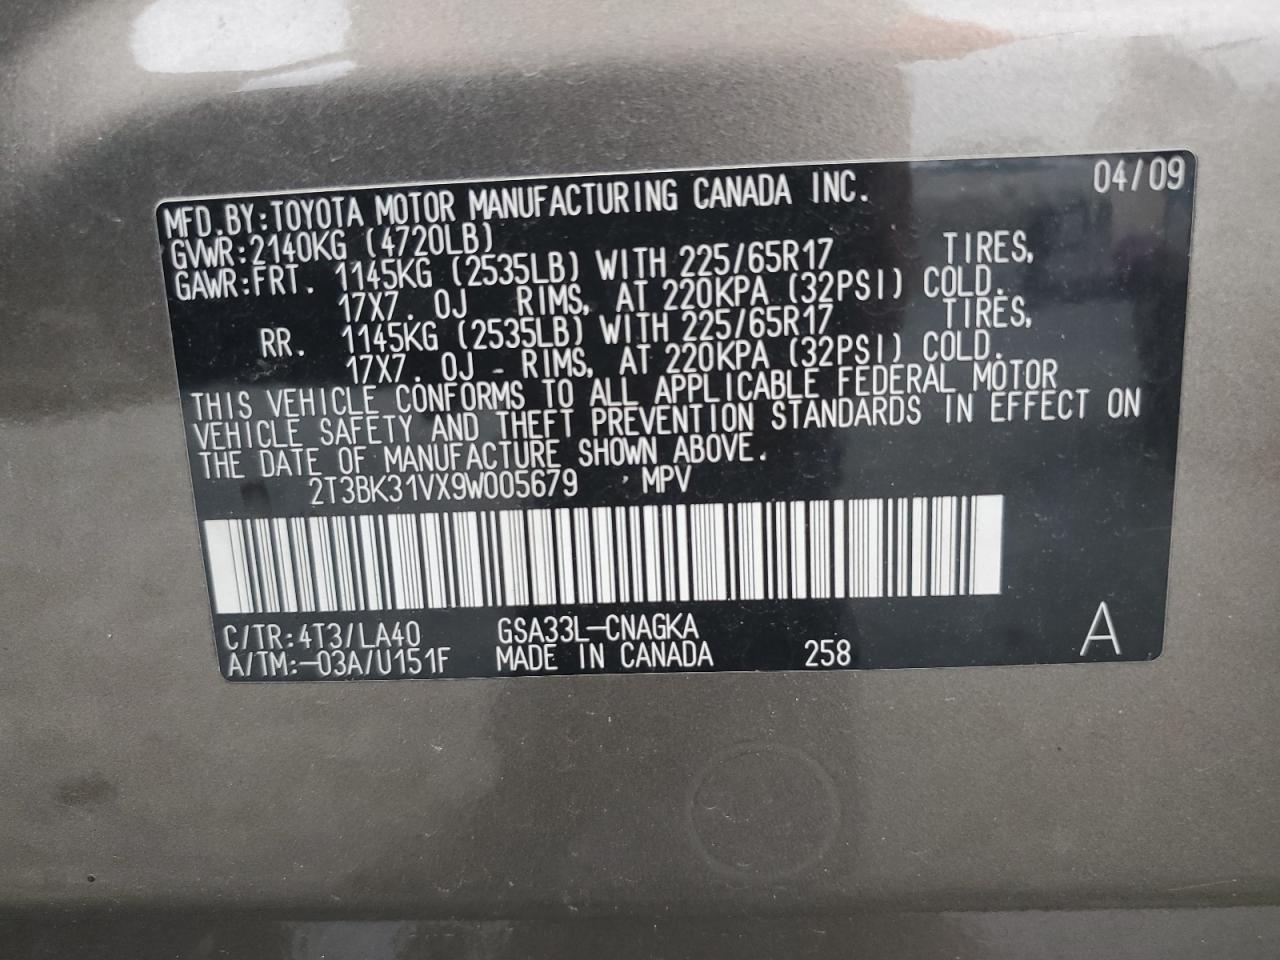 04/09
MFD.BY:TOYOTA MOTOR MANUFACTURING CANADA INC.
GVWR:2140KG (4720LB)
GAWR:FRT. 1145KG (2535LB) WITH 225/65R17 TIRES,
17X7. 0J RIMS, AT 220KPA (32PSI) COLD.
RR. 1145KG (2535LB) WITH 225/65R17 TIRES,
17X7. 0J RIMS, AT 220KPA (32PSI) COLD.
THIS VEHICLE CONFORMS TO ALL APPLICABLE FEDERAL MOTOR
VEHICLE SAFETY AND THEFT PREVENTION STANDARDS IN EFFECT ON
THE DATE OF MANUFACTURE SHOWN ABOVE.
2T3BK31VX9W005679 MPV
C/TR:4T3/LA40 GSA33L-CNAGKA
A/TM:-03A/U151F MADE IN CANADA 258 A